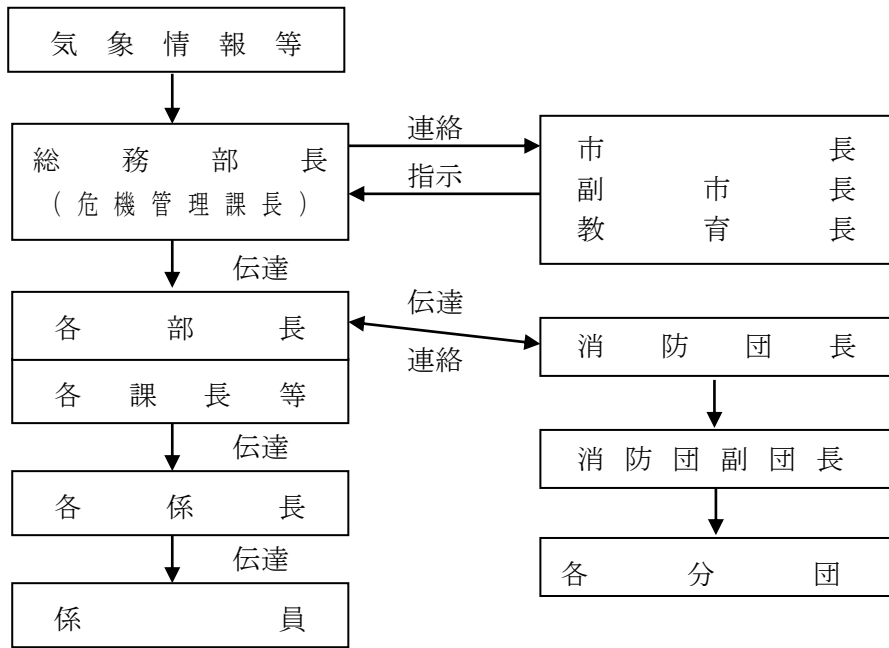 気象情報等
総務部長
（危機管理課長）
連絡
指示
市長
副市長
教育長
伝達
各部長
各課長等
伝達
連絡
消防団長
伝達
消防団副団長
各係長
伝達
各分団
係員